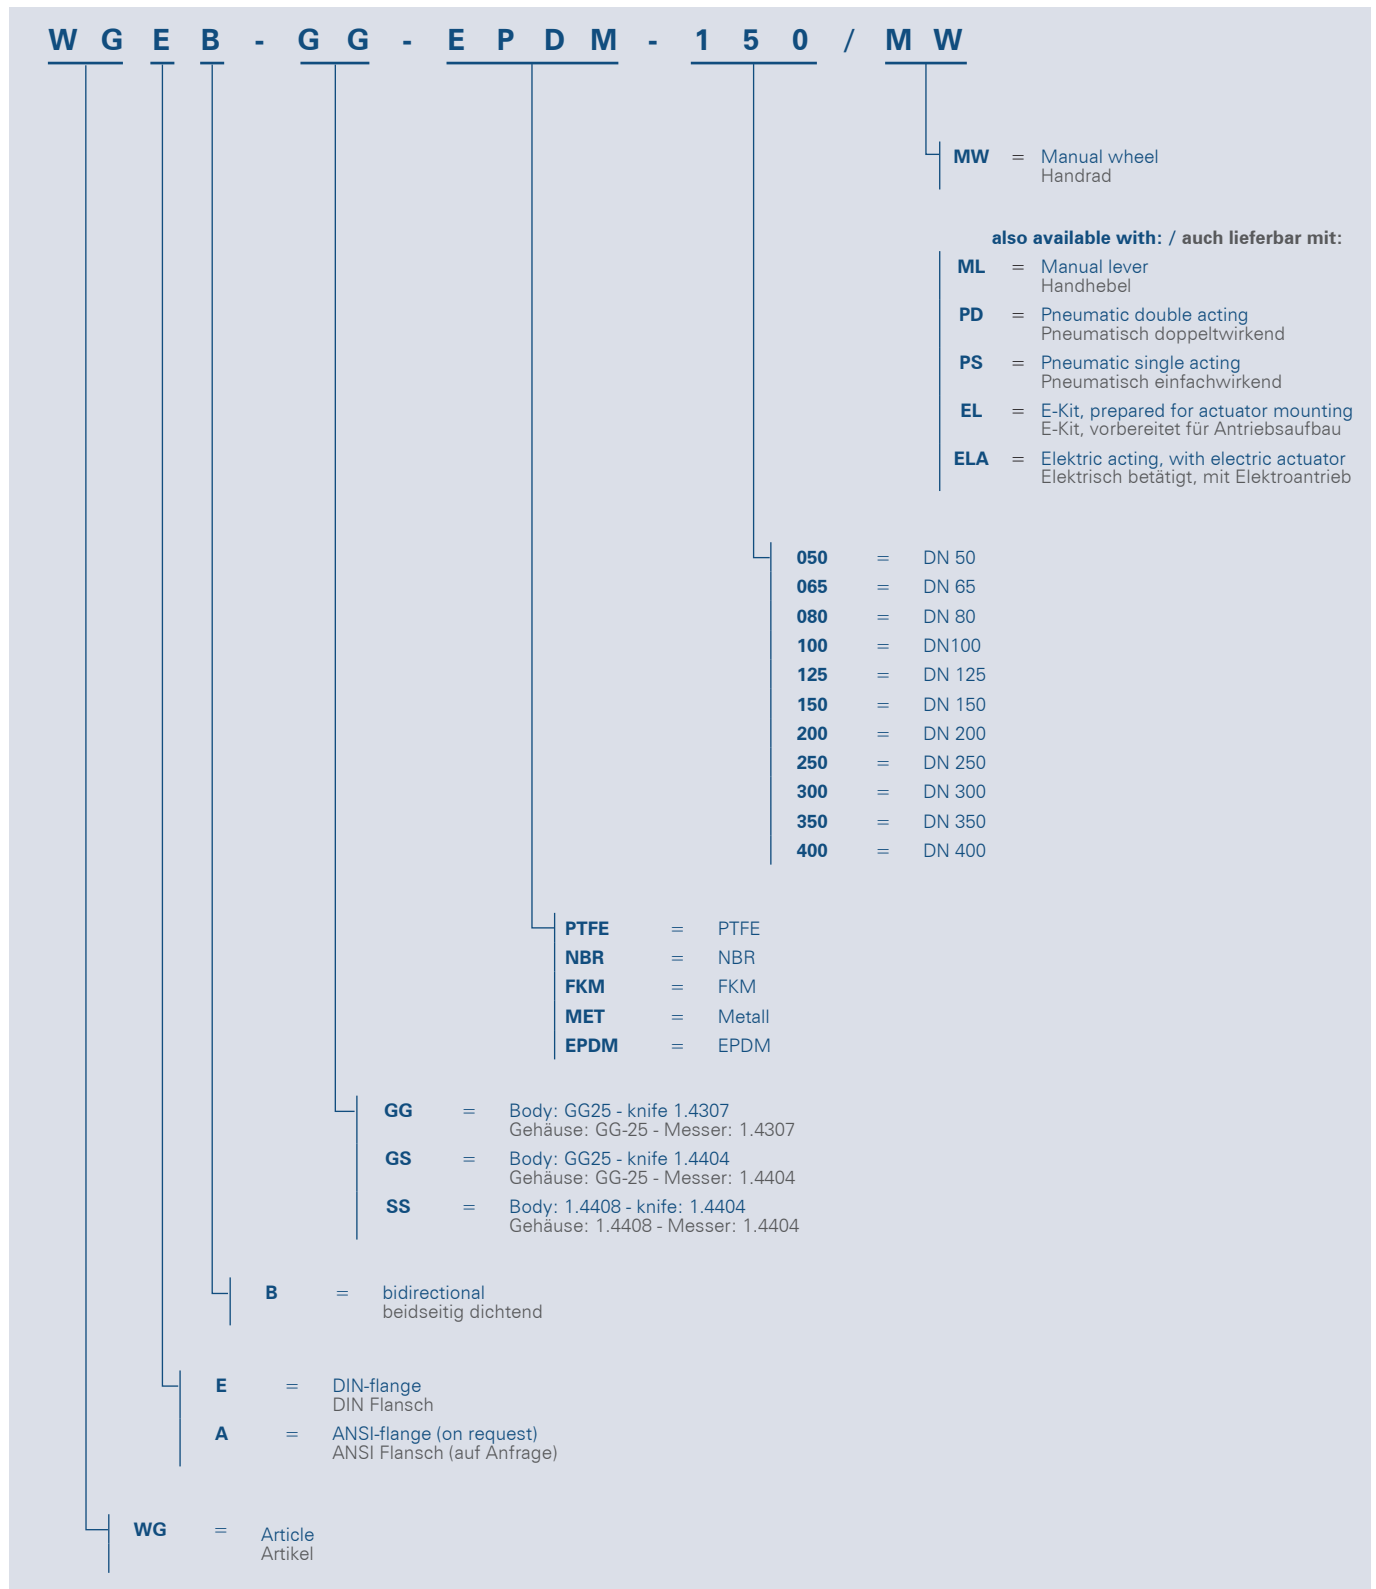 W G E B - G G - E P D M - 1 5 0 / M W
MW = Manual wheel
Handrad
also available with: / auch lieferbar mit:
ML = Manual lever
Handhebel
PD = Pneumatic double acting
Pneumatisch doppeltwirkend
PS = Pneumatic single acting
Pneumatisch einfachwirkend
EL = E-Kit, prepared for actuator mounting
E-Kit, vorbereitet für Antriebsaufbau
ELA = Elektric acting, with electric actuator
Elektrisch betätigt, mit Elektroantrieb
050 = DN 50
065 = DN 65
080 = DN 80
100 = DN100
125 = DN 125
150 = DN 150
200 = DN 200
250 = DN 250
300 = DN 300
350 = DN 350
400 = DN 400
PTFE = PTFE
NBR = NBR
FKM = FKM
MET = Metall
EPDM = EPDM
GG = Body: GG25 - knife 1.4307
Gehäuse: GG-25 - Messer: 1.4307
GS = Body: GG25 - knife 1.4404
Gehäuse: GG-25 - Messer: 1.4404
SS = Body: 1.4408 - knife: 1.4404
Gehäuse: 1.4408 - Messer: 1.4404
B = bidirectional
beidseitig dichtend
E = DIN-flange
DIN Flansch
A = ANSI-flange (on request)
ANSI Flansch (auf Anfrage)
WG = Article
Artikel